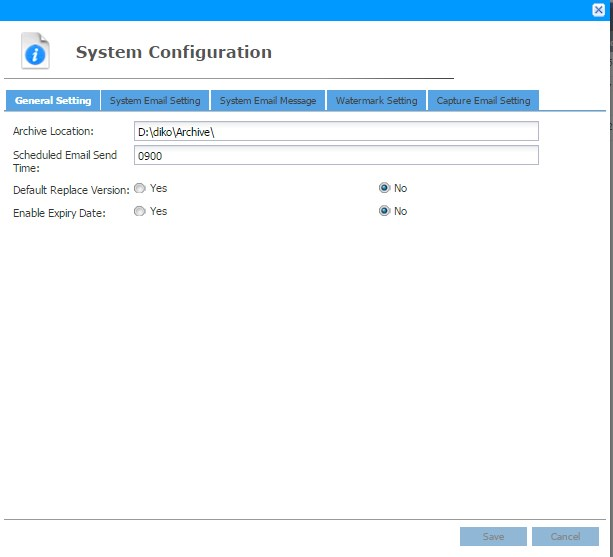 System Configuration
General Setting System Email Setting System Email Message Watermark Setting Capture Email Setting
Archive Location: D:\diko\Archive\
Scheduled Email Send Time: 0900
Default Replace Version: Yes No
Enable Expiry Date: Yes No
Save Cancel